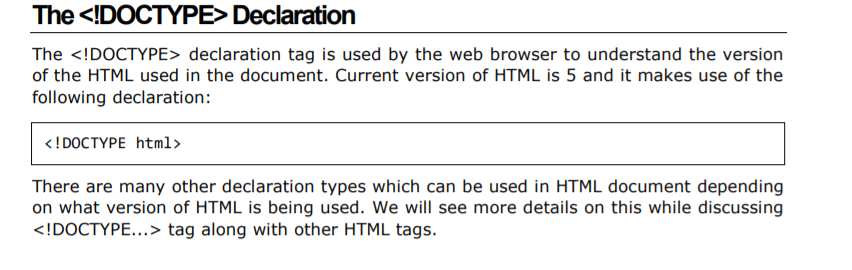 The <!DOCTYPE> Declaration
The <!DOCTYPE> declaration tag is used by the web browser to understand the version
of the HTML used in the document. Current version of HTML is 5 and it makes use of the
following declaration:
<!DOCTYPE html>
There are many other declaration types which can be used in HTML document depending
on what version of HTML is being used. We will see more details on this while discussing
<!DOCTYPE...> tag along with other HTML tags.